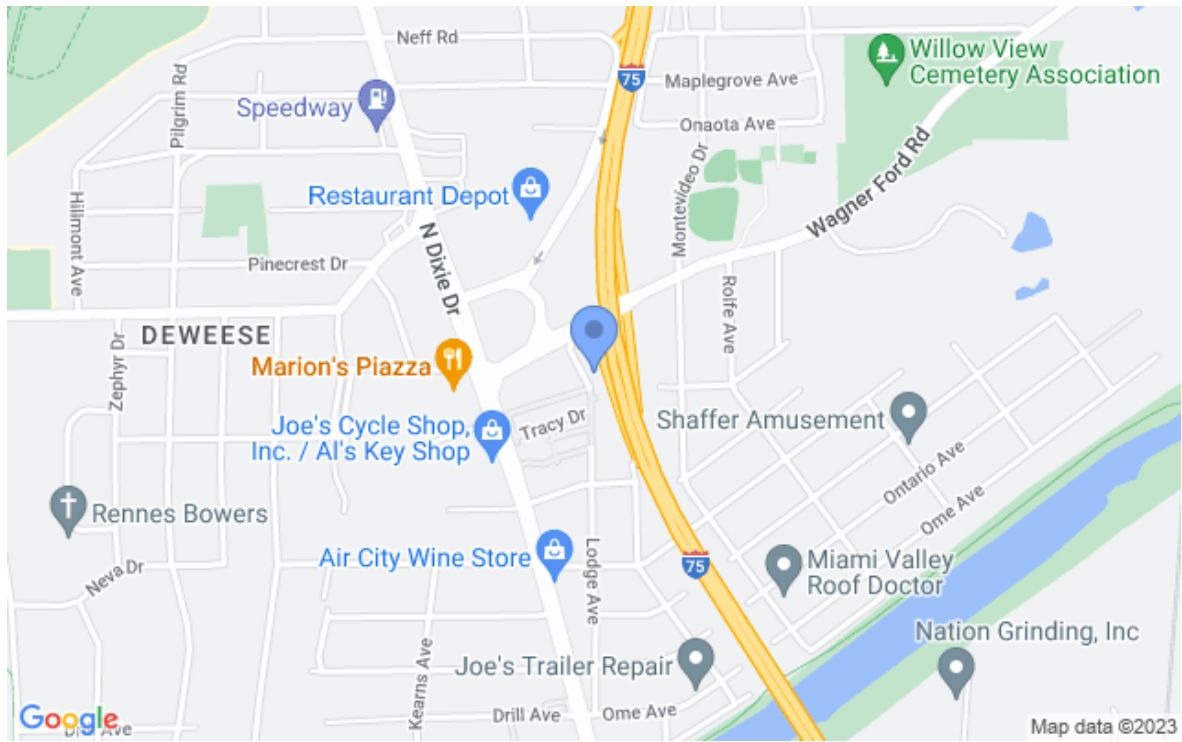 Neff Rd
75
Maplegrove Ave
Willow View
Cemetery Association
Pilgrim Rd
Speedway
Onaota Ave
Montevideo Dr
Wagner Ford Rd
Restaurant Depot
Hillmont Ave
N Dixie Dr
Pinecrest Dr
Rolfe Ave
DEWEESE
Zephyr Dr
Marion's Piazza
Joe's Cycle Shop,
Inc. / Al's Key Shop
Tracy Dr
Shaffer Amusement
Ontario Ave
Ome Ave
Rennes Bowers
Air City Wine Store
Lodge Ave
75
Miami Valley
Roof Doctor
Neva Dr
Nation Grinding, Inc
Kearns Ave
Joe's Trailer Repair
Drill Ave
Ome Ave
Google
Map data ©2023